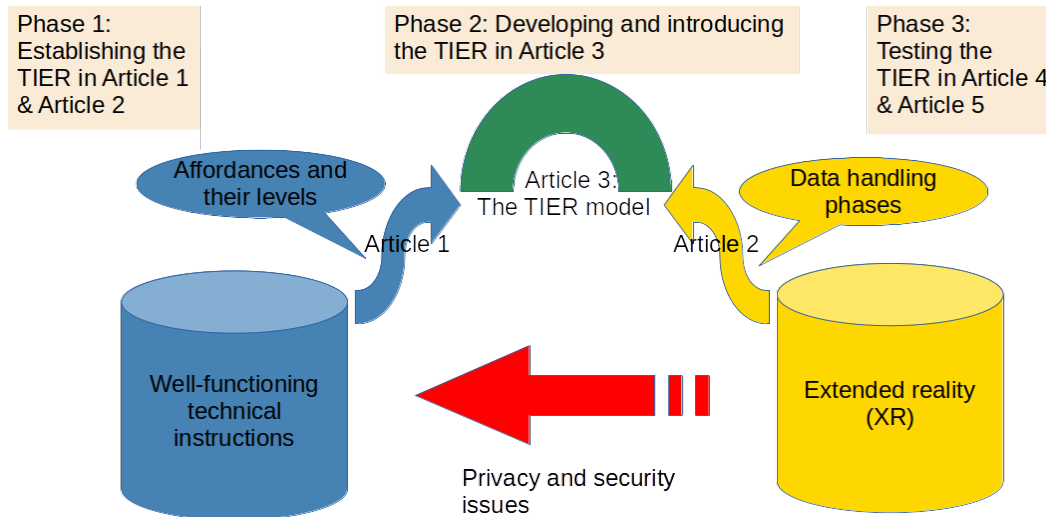 Phase 1:
Establishing the
TIER in Article 1
& Article 2
Phase 2: Developing and introducing
the TIER in Article 3
Phase 3:
Testing the
TIER in Article 4
& Article 5
Affordances and
their levels
Article 1
Article 3:
The TIER model
Data handling
phases
Article 2
Well-functioning
technical
instructions
Extended reality
(XR)
Privacy and security
issues